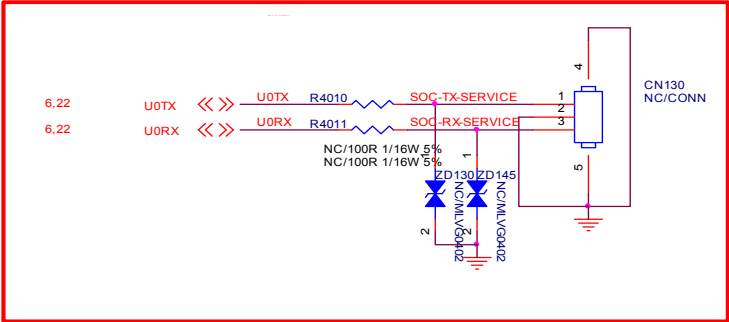 4
CN130
NC/CONN
6,22 U0TX U0TX R4010 SOC-TX-SERVICE 1
2
6,22 U0RX U0RX R4011 SOC-RX-SERVICE 3
NC/100R 1/16W 5%
NC/100R 1/16W 5%
1 1
5
ZD130 ZD145
NC/MLVG0402
NC/MLVG0402
2 2